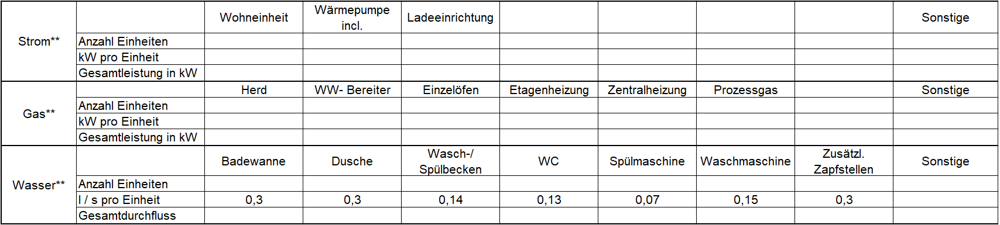 Strom**
Wohneinheit
Wärmepumpe
incl.
Ladeeinrichtung
Sonstige
Anzahl Einheiten
kW pro Einheit
Gesamtleistung in kW
Gas**
Herd
WW- Bereiter
Einzelöfen
Etagenheizung
Zentralheizung
Prozessgas
Sonstige
Anzahl Einheiten
kW pro Einheit
Gesamtleistung in kW
Wasser**
Badewanne
Dusche
Wasch-/
Spülbecken
WC
Spülmaschine
Waschmaschine
Zusätzl.
Zapfstellen
Sonstige
Anzahl Einheiten
l / s pro Einheit 0,3 0,3 0,14 0,13 0,07 0,15 0,3
Gesamtdurchfluss